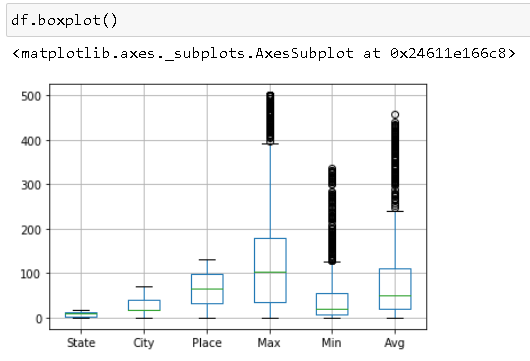 df.boxplot()
<matplotlib.axes._subplots.AxesSubplot at 0x24611e166c8>
500
400
300
200
100
0
State City Place Max Min Avg